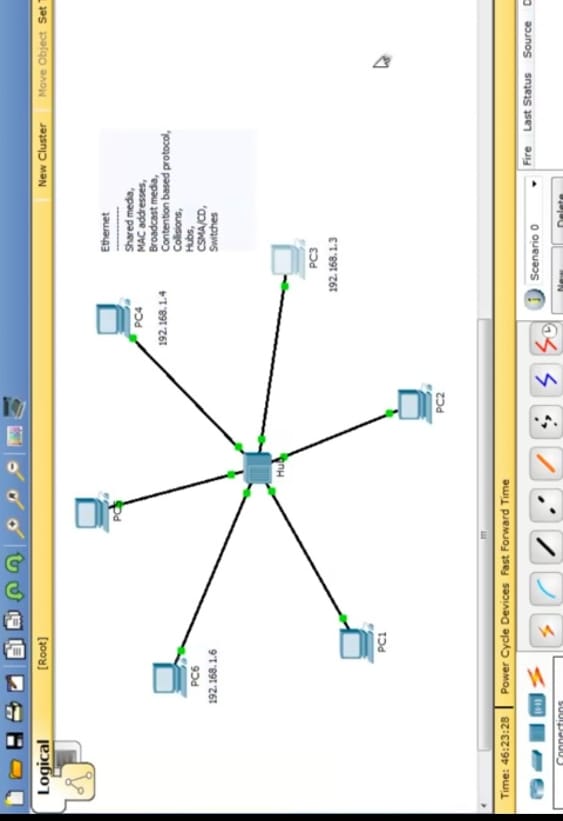 Logical
[Root]
New Cluster
Move Object
Set T
Ethernet
------------
Shared media,
MAC addresses,
Broadcast media,
Contention based protocol,
Collisions,
Hubs,
CSMA/CD,
Switches
PC4
192.168.1.4
PC3
192.168.1.3
PC2
PC1
PC6
192.168.1.6
Time: 46:23:28
Power Cycle Devices
Fast Forward Time
Scenario 0
Fire
Last Status
Source
D
New
Delete
Connections